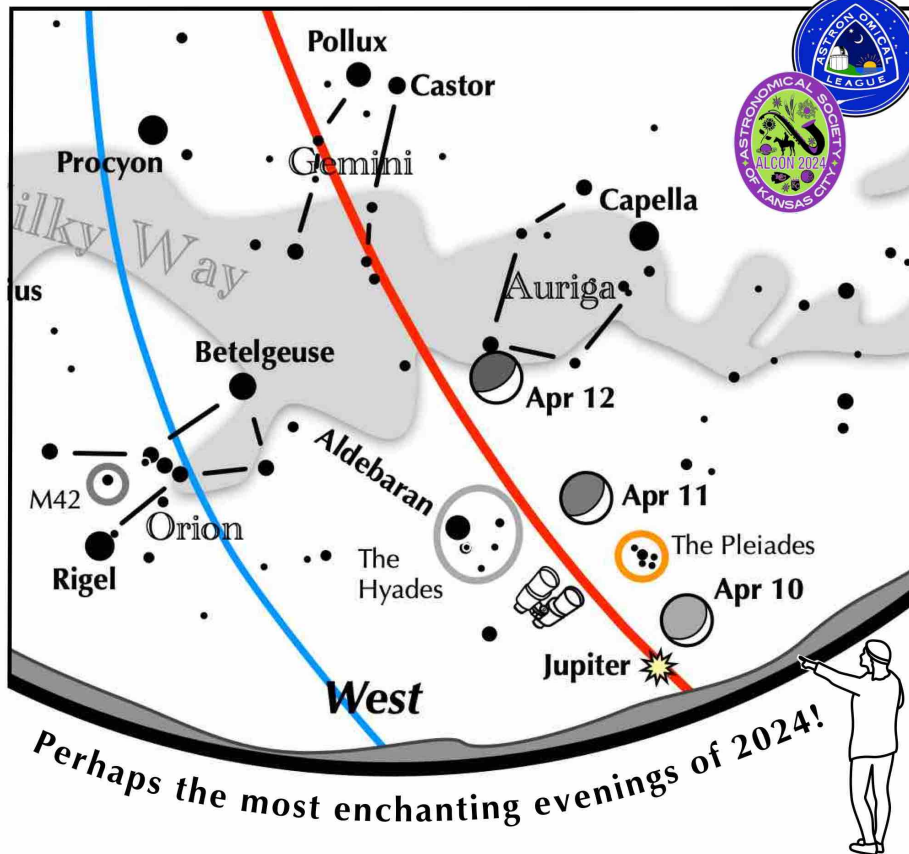 ASTRONOMICAL
LEAGUE
ASTRONOMICAL SOCIETY
OF KANSAS CITY
ALCON 2024
Pollux
Castor
Procyon
Gemini
Capella
ilky Way
Auriga
ius
Betelgeuse
Apr 12
Aldebaran
M42
Apr 11
Orion
The Pleiades
The
Hyades
Rigel
Apr 10
Jupiter
West
Perhaps the most enchanting evenings of 2024!